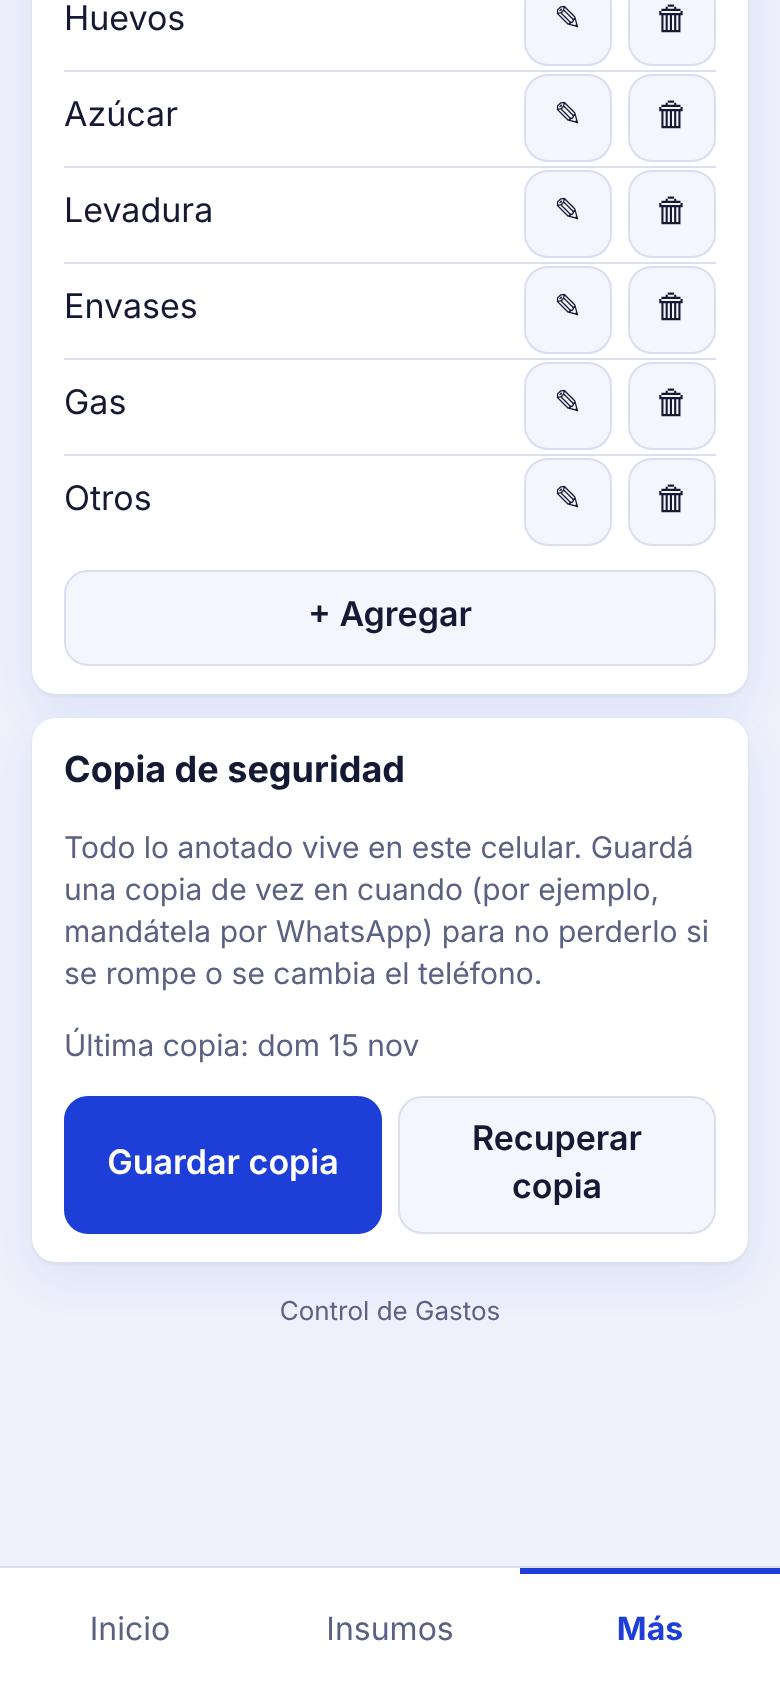 Huevos
Azúcar
Levadura
Envases
Gas
Otros
+ Agregar
Copia de seguridad
Todo lo anotado vive en este celular. Guardá
una copia de vez en cuando (por ejemplo,
mandátela por WhatsApp) para no perderlo si
se rompe o se cambia el teléfono.
Última copia: dom 15 nov
Guardar copia
Recuperar
copia
Control de Gastos
Inicio
Insumos
Más